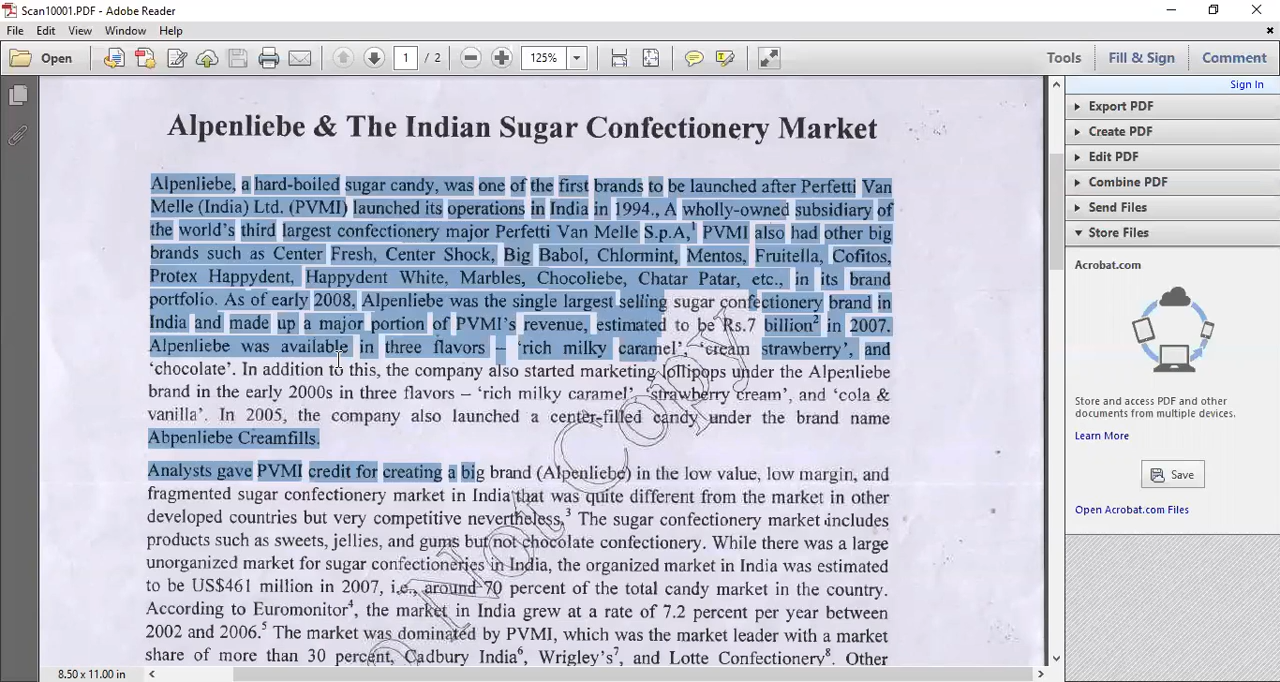 Scan10001.PDF - Adobe Reader
File Edit View Window Help
Open 1 / 2 125% Tools Fill & Sign Comment
Sign In
Export PDF
Create PDF
Edit PDF
Combine PDF
Send Files
Store Files
Acrobat.com
Store and access PDF and other
documents from multiple devices.
Learn More
Save
Open Acrobat.com Files
Alpenliebe & The Indian Sugar Confectionery Market
Alpenliebe, a hard-boiled sugar candy, was one of the first brands to be launched after Perfetti Van
Melle (India) Ltd. (PVMI) launched its operations in India in 1994., A wholly-owned subsidiary of
the world's third largest confectionery major Perfetti Van Melle S.p.A,¹ PVMI also had other big
brands such as Center Fresh, Center Shock, Big Babol, Chlormint, Mentos, Fruitella, Cofitos,
Protex Happydent, Happydent White, Marbles, Chocoliebe, Chatar Patar, etc., in its brand
portfolio. As of early 2008, Alpenliebe was the single largest selling sugar confectionery brand in
India and made up a major portion of PVMI's revenue, estimated to be Rs.7 billion² in 2007.
Alpenliebe was available in three flavors – 'rich milky caramel', 'cream strawberry', and
'chocolate'. In addition to this, the company also started marketing lollipops under the Alpenliebe
brand in the early 2000s in three flavors – 'rich milky caramel', 'strawberry cream', and 'cola &
vanilla'. In 2005, the company also launched a center-filled candy under the brand name
Abpenliebe Creamfills.
Analysts gave PVMI credit for creating a big brand (Alpenliebe) in the low value, low margin, and
fragmented sugar confectionery market in India that was quite different from the market in other
developed countries but very competitive nevertheless.³ The sugar confectionery market includes
products such as sweets, jellies, and gums but not chocolate confectionery. While there was a large
unorganized market for sugar confectioneries in India, the organized market in India was estimated
to be US$461 million in 2007, i.e., around 70 percent of the total candy market in the country.
According to Euromonitor⁴, the market in India grew at a rate of 7.2 percent per year between
2002 and 2006.⁵ The market was dominated by PVMI, which was the market leader with a market
share of more than 30 percent, Cadbury India⁶, Wrigley's⁷, and Lotte Confectionery⁸. Other
Not Copy
8.50 x 11.00 in